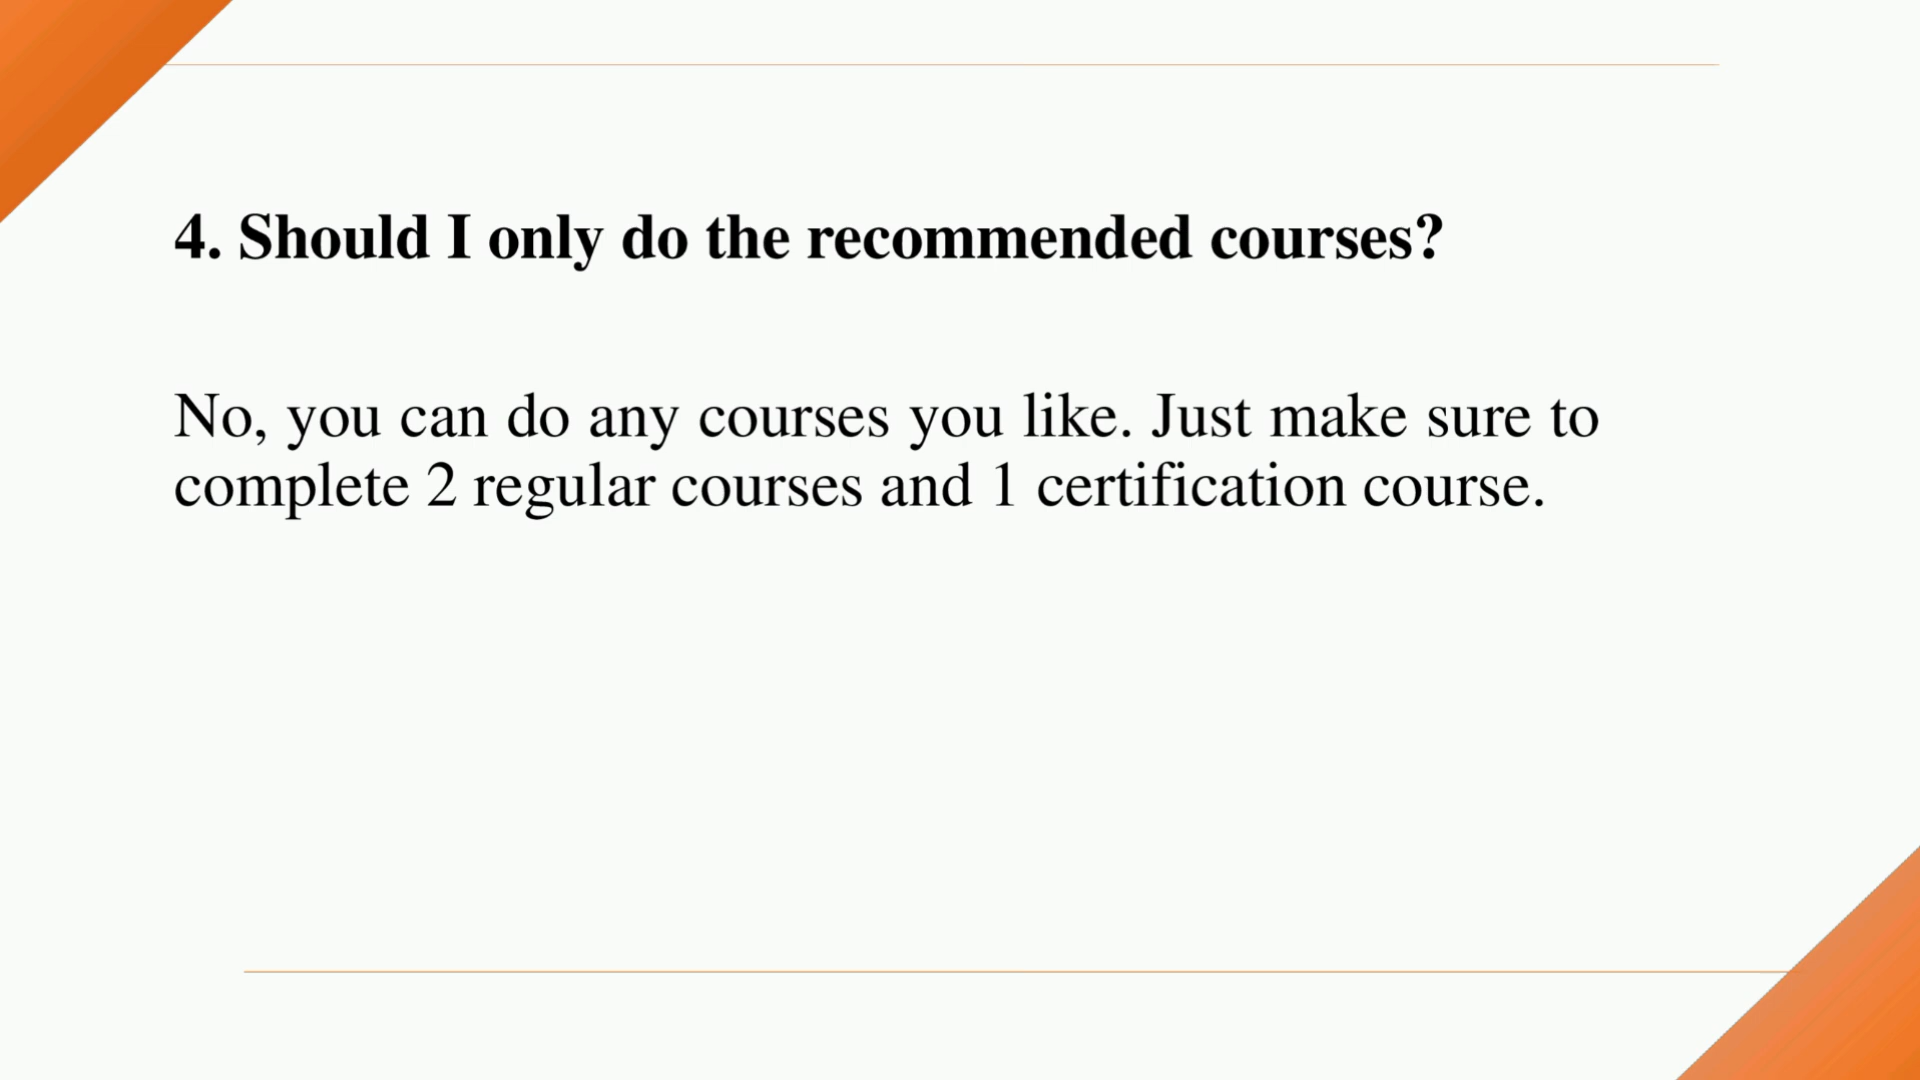 4. Should I only do the recommended courses?
No, you can do any courses you like. Just make sure to
complete 2 regular courses and 1 certification course.